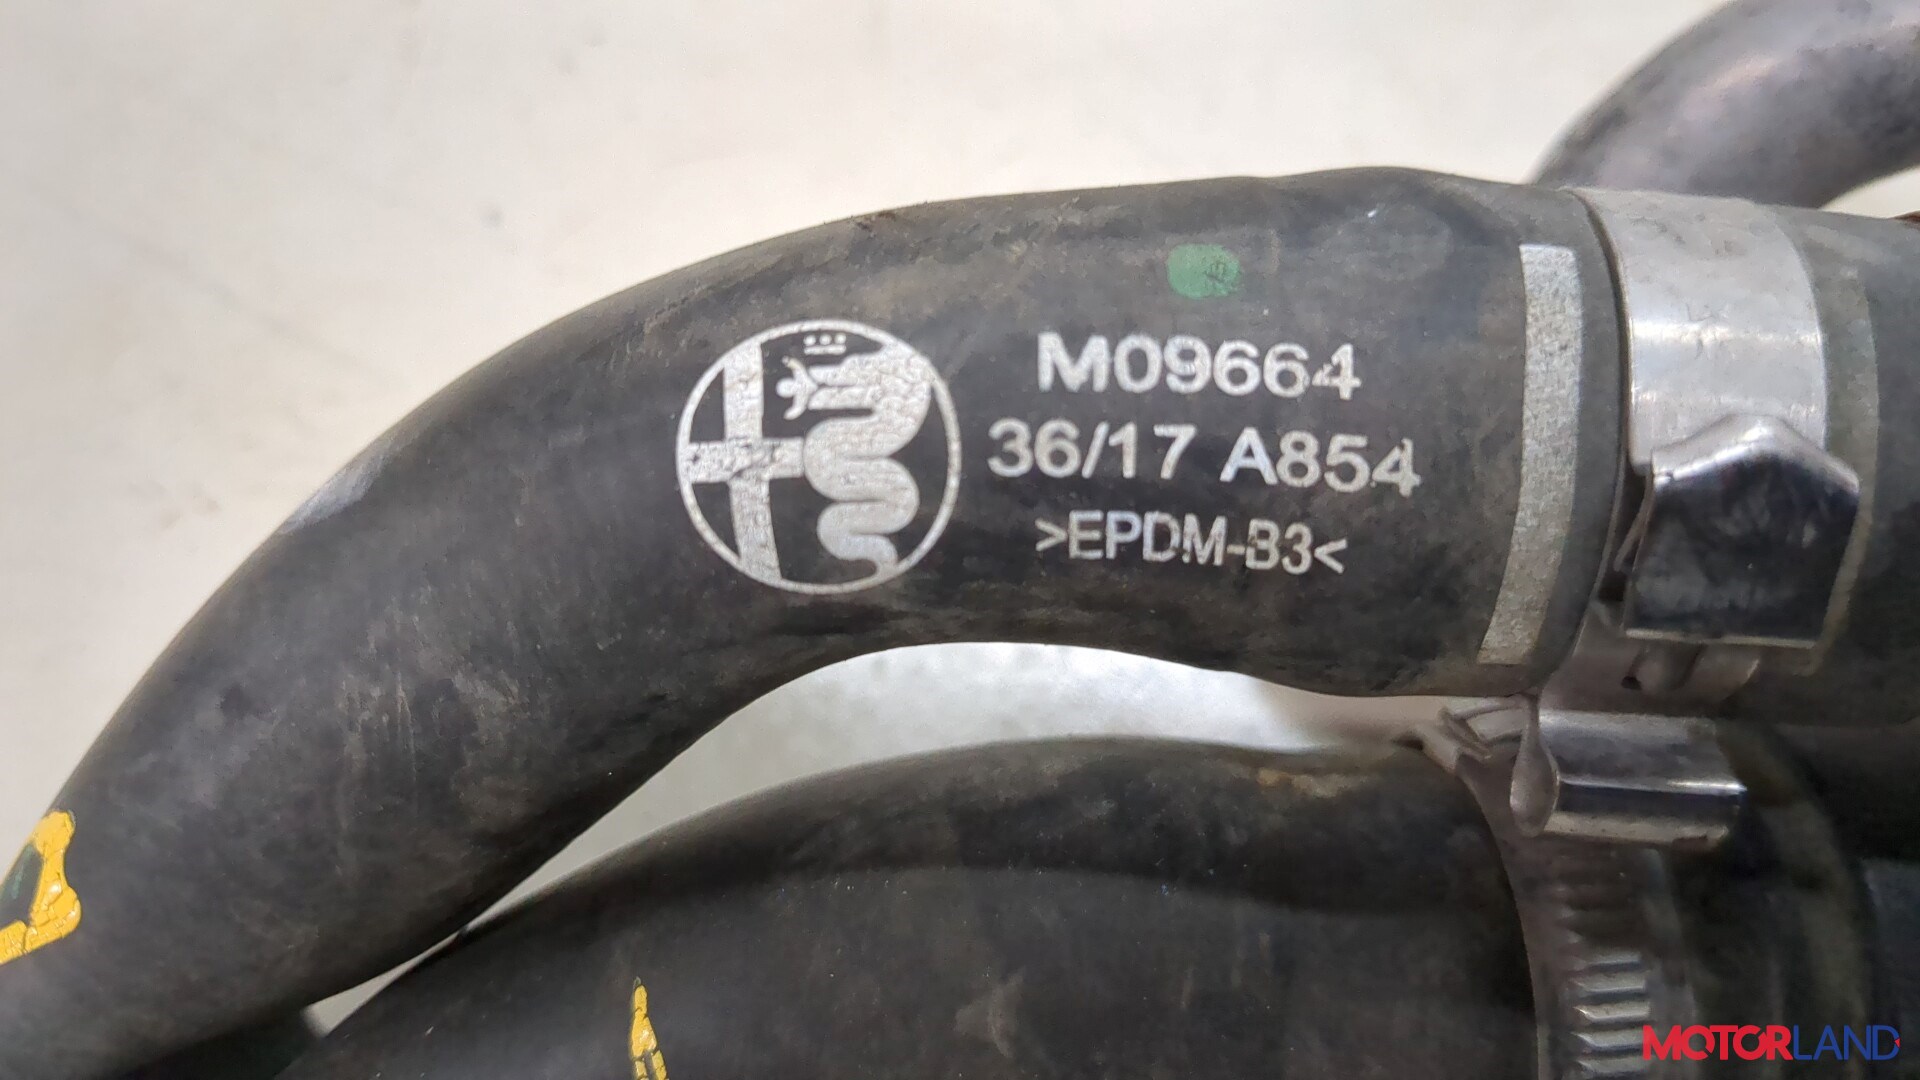 M09664
36/17 A854
>EPDM-B3<
MOTORLAND